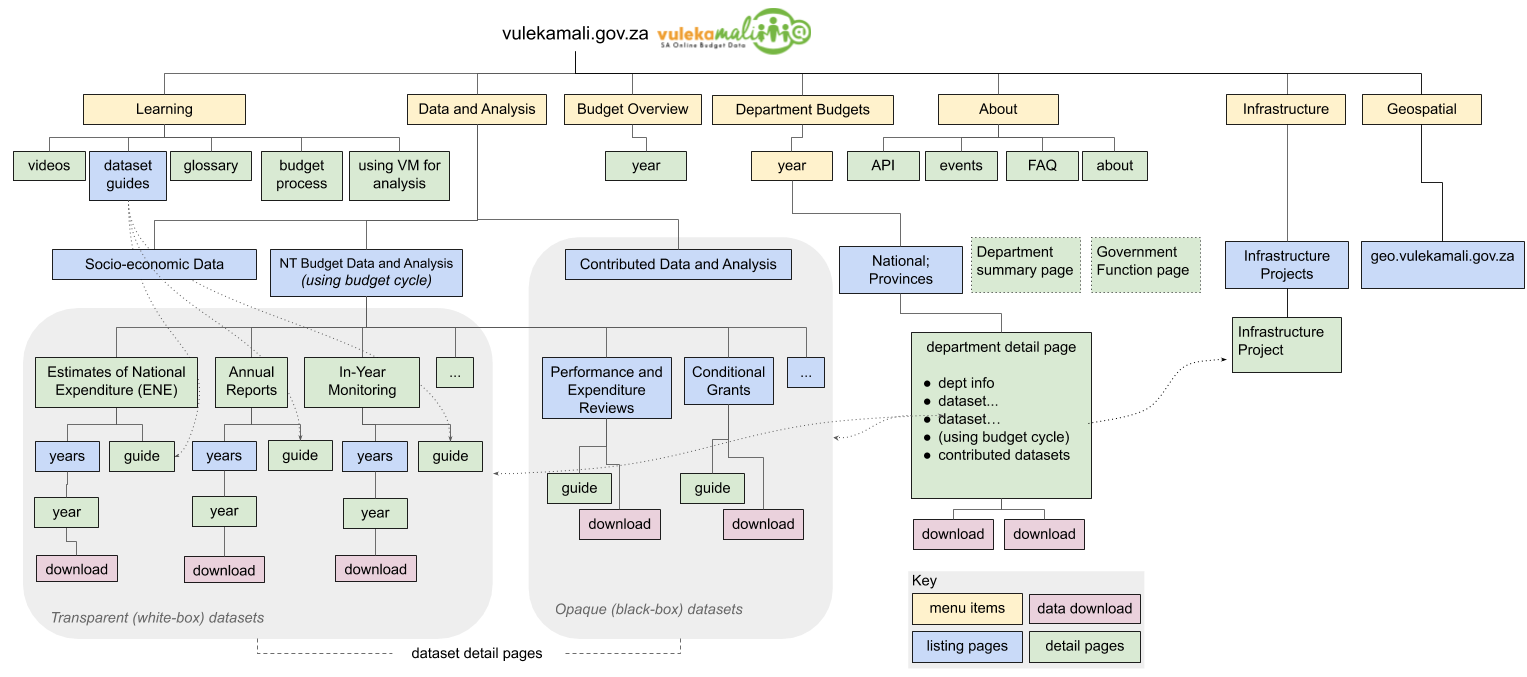 vulekamali.gov.za
vulekamali
SA Online Budget Data
Learning
Data and Analysis
Budget Overview
Department Budgets
About
Infrastructure
Geospatial
videos
dataset
guides
glossary
budget
process
using VM for
analysis
year
year
API
events
FAQ
about
Socio-economic Data
NT Budget Data and Analysis
(using budget cycle)
Contributed Data and Analysis
National;
Provinces
Department
summary page
Government
Function page
Infrastructure
Projects
geo.vulekamali.gov.za
Estimates of National
Expenditure (ENE)
Annual
Reports
In-Year
Monitoring
...
Performance and
Expenditure
Reviews
Conditional
Grants
...
department detail page
● dept info
● dataset...
● dataset...
● (using budget cycle)
● contributed datasets
Infrastructure
Project
years
guide
years
guide
years
guide
guide
guide
year
year
year
download
download
download
download
download
download
download
Transparent (white-box) datasets
Opaque (black-box) datasets
dataset detail pages
Key
menu items
data download
listing pages
detail pages